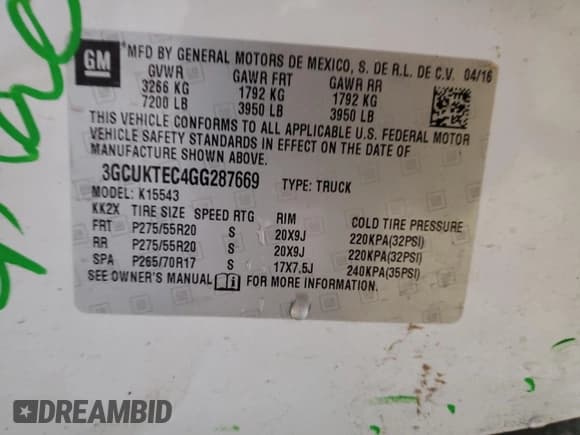 GM
*MFD BY GENERAL MOTORS DE MEXICO, S. DE R.L. DE C.V. 04/16
GVWR GAWR FRT GAWR RR
3266 KG 1792 KG 1792 KG
7200 LB 3950 LB 3950 LB
THIS VEHICLE CONFORMS TO ALL APPLICABLE U.S. FEDERAL MOTOR
VEHICLE SAFETY STANDARDS IN EFFECT ON THE DATE OF
MANUFACTURE SHOWN ABOVE.
3GCUKTEC4GG287669 TYPE: TRUCK
MODEL: K15543
KK2X TIRE SIZE SPEED RTG RIM COLD TIRE PRESSURE
FRT P275/55R20 S 20X9J 220KPA(32PSI)
RR P275/55R20 S 20X9J 220KPA(32PSI)
SPA P265/70R17 S 17X7.5J 240KPA(35PSI)
SEE OWNER'S MANUAL FOR MORE INFORMATION.
DREAMBID